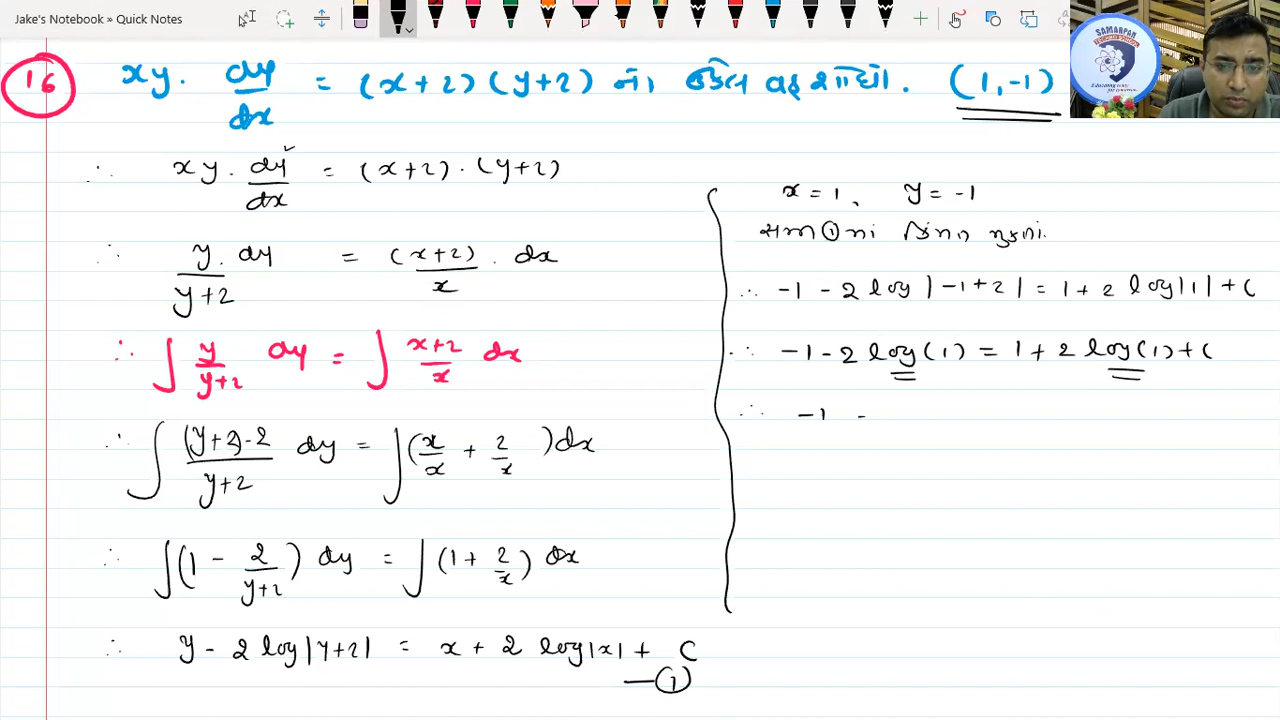 Jake's Notebook » Quick Notes
SAMARPAN
TECHNO SCHOOL
16 xy. dy/dx = (x+2)(y+2) નો ઉકેલ વક્ર શોધો. (1,-1)
∴ xy. dy/dx = (x+2).(y+2)
∴ y.dy/y+2 = (x+2)/x . dx
∴ ∫ y/y+2 dy = ∫ x+2/x dx
∴ ∫ (y+2)-2/y+2 dy = ∫ (x/x + 2/x) dx
∴ ∫ (1 - 2/y+2) dy = ∫ (1 + 2/x) dx
∴ y - 2 log|y+2| = x + 2 log|x| + C
—①
x = 1, y = -1
①માં કિંમત મુકતાં.
∴ -1 - 2 log|-1+2| = 1 + 2 log|1| + C
∴ -1 - 2 log(1) = 1 + 2 log(1) + C
∴ -1 -